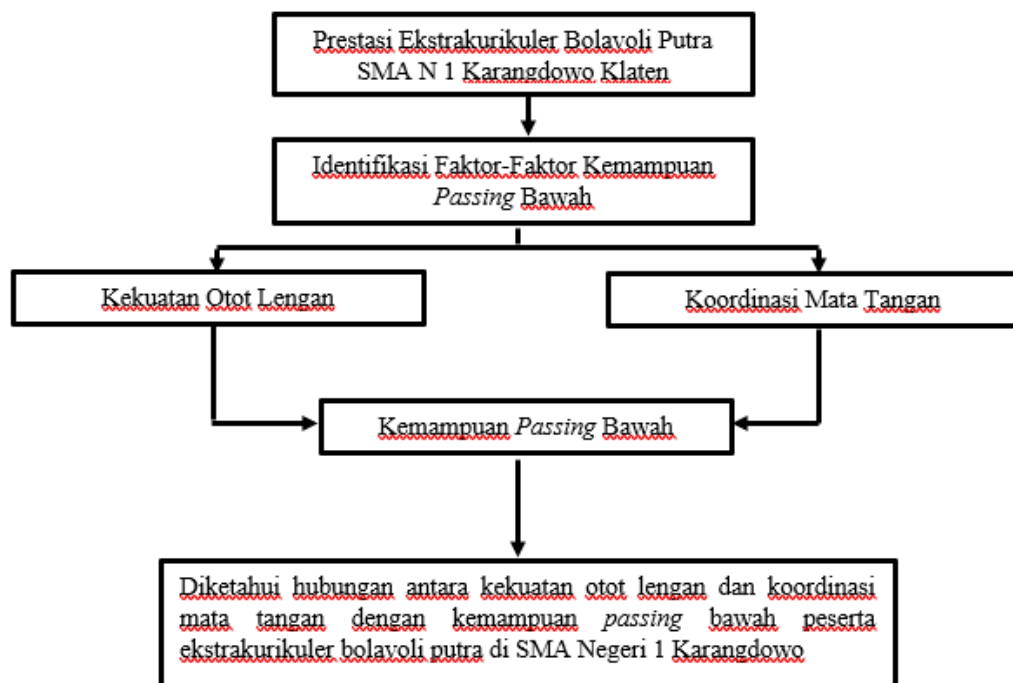 Prestasi Ekstrakurikuler Bolavoli Putra
SMA N 1 Karangdowo Klaten
Identifikasi Faktor-Faktor Kemampuan
Passing Bawah
Kekuatan Otot Lengan
Koordinasi Mata Tangan
Kemampuan Passing Bawah
Diketahui hubungan antara kekuatan otot lengan dan koordinasi
mata tangan dengan kemampuan passing bawah peserta
ekstrakurikuler bolavoli putra di SMA Negeri 1 Karangdowo